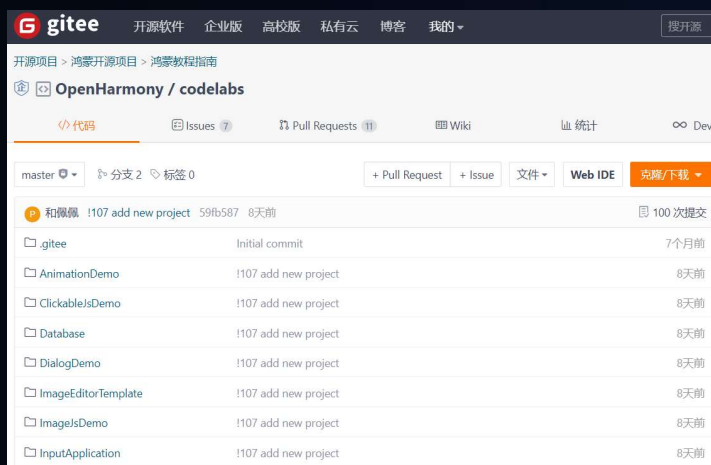 gitee 开源软件 企业版 高校版 私有云 博客 我的 搜开源
开源项目 > 鸿蒙开源项目 > 鸿蒙教程指南
企 OpenHarmony / codelabs
代码 Issues 7 Pull Requests 11 Wiki 统计 Dev
master 分支 2 标签 0 + Pull Request + Issue 文件 Web IDE 克隆/下载
P 和佩佩 !107 add new project 59fb587 8天前 100 次提交
.gitee Initial commit 7个月前
AnimationDemo !107 add new project 8天前
ClickableJsDemo !107 add new project 8天前
Database !107 add new project 8天前
DialogDemo !107 add new project 8天前
ImageEditorTemplate !107 add new project 8天前
ImageJsDemo !107 add new project 8天前
InputApplication !107 add new project 8天前